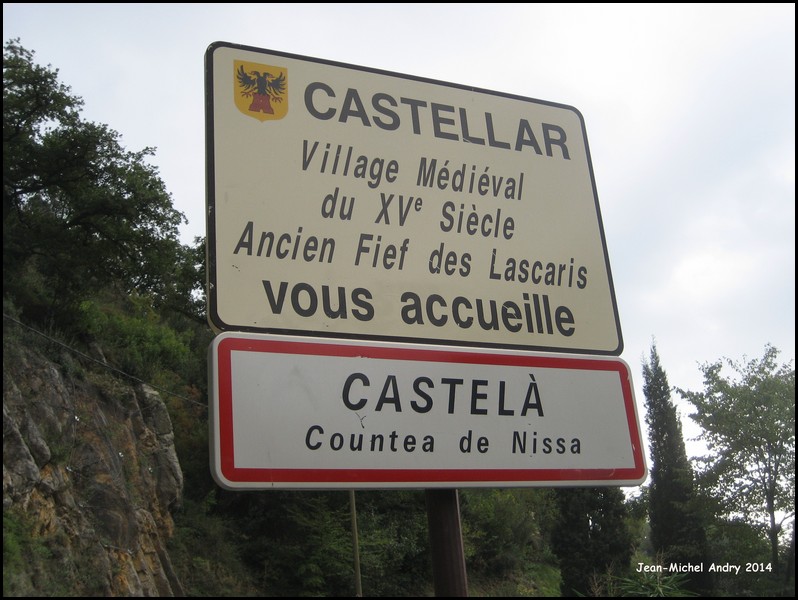 CASTELLAR
Village Médiéval
du XVe Siècle
Ancien Fief des Lascaris
vous accueille
CASTELÀ
Countea de Nissa
Jean-Michel Andry 2014